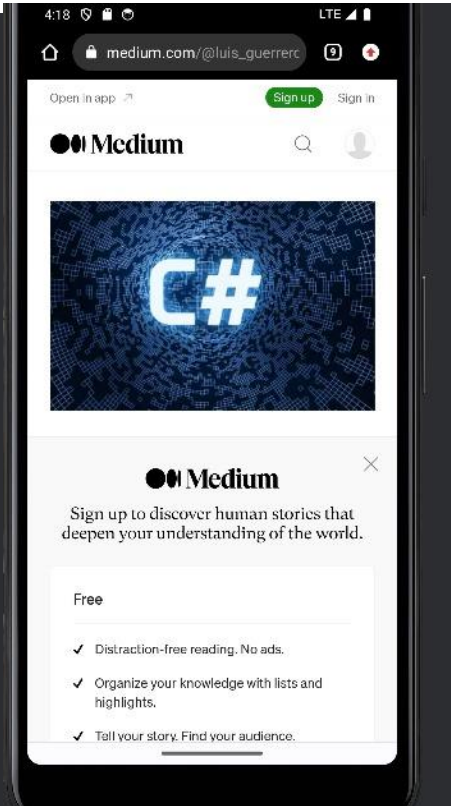 4:18 LTE
medium.com/@luis_guerrerc 9
Open in app Sign up Sign in
Medium
C#
Medium
Sign up to discover human stories that
deepen your understanding of the world.
Free
✓ Distraction-free reading. No ads.
✓ Organize your knowledge with lists and
highlights.
✓ Tell your story. Find your audience.